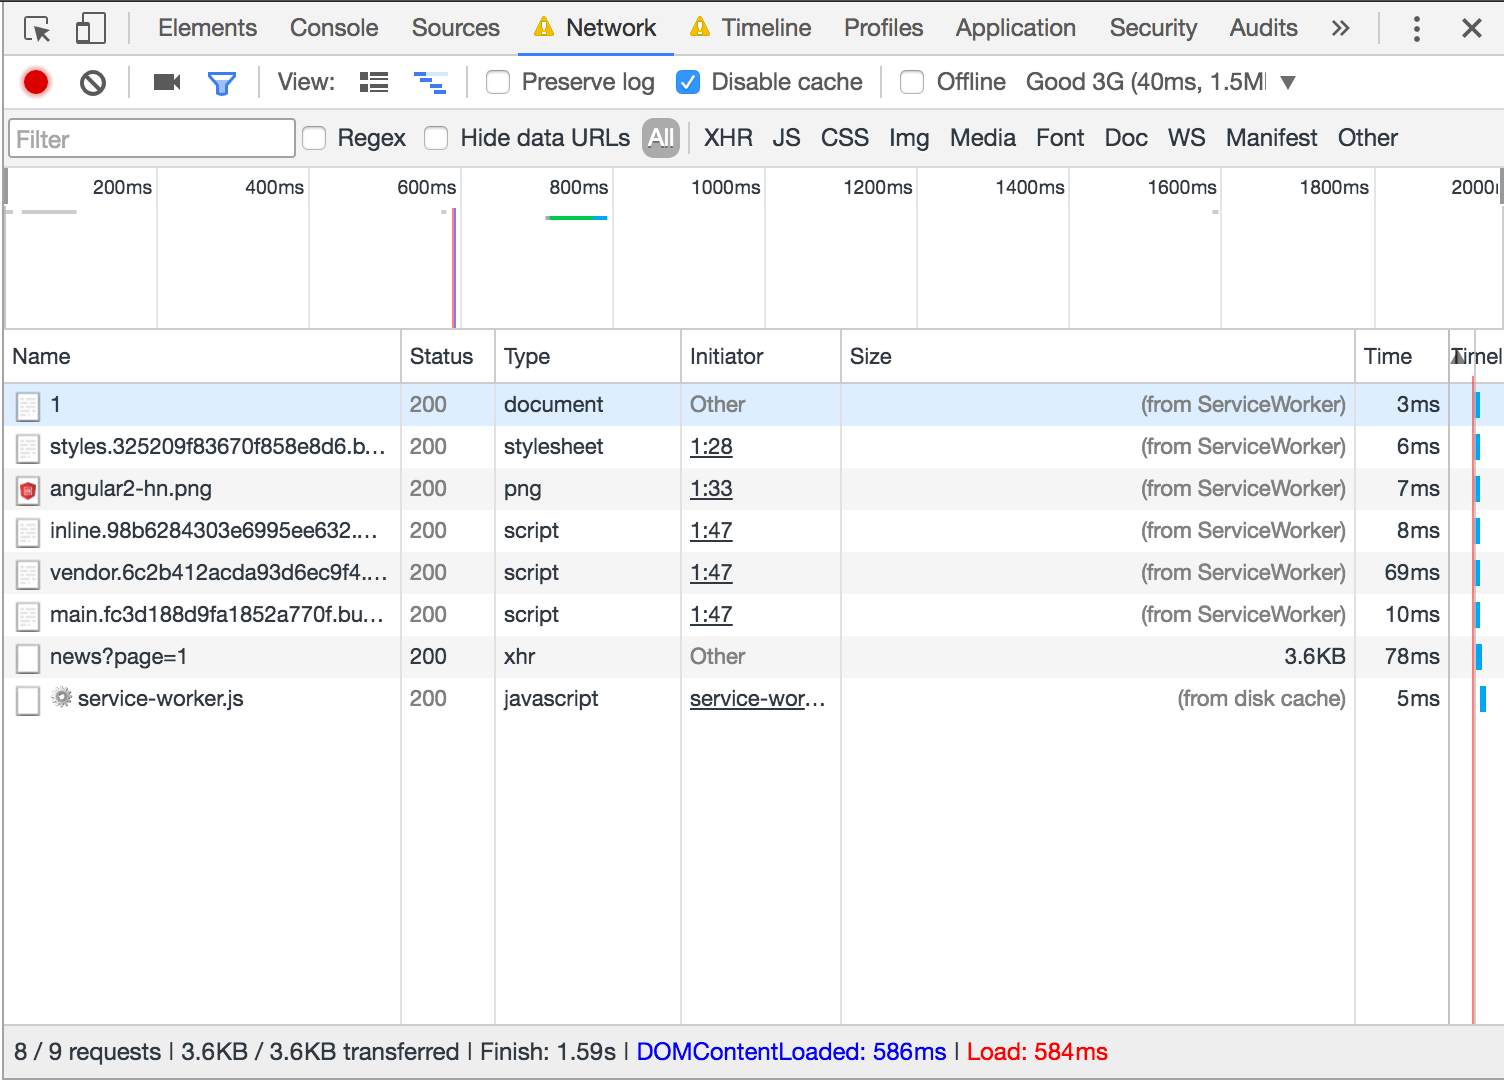 Elements Console Sources Network Timeline Profiles Application Security Audits »
View: Preserve log Disable cache Offline Good 3G (40ms, 1.5M
Filter Regex Hide data URLs All XHR JS CSS Img Media Font Doc WS Manifest Other
200ms 400ms 600ms 800ms 1000ms 1200ms 1400ms 1600ms 1800ms 2000
Name Status Type Initiator Size Time Timel
1 200 document Other (from ServiceWorker) 3ms
styles.325209f83670f858e8d6.b... 200 stylesheet 1:28 (from ServiceWorker) 6ms
angular2-hn.png 200 png 1:33 (from ServiceWorker) 7ms
inline.98b6284303e6995ee632.... 200 script 1:47 (from ServiceWorker) 8ms
vendor.6c2b412acda93d6ec9f4.... 200 script 1:47 (from ServiceWorker) 69ms
main.fc3d188d9fa1852a770f.bu... 200 script 1:47 (from ServiceWorker) 10ms
news?page=1 200 xhr Other 3.6KB 78ms
service-worker.js 200 javascript service-wor... (from disk cache) 5ms
8 / 9 requests | 3.6KB / 3.6KB transferred | Finish: 1.59s | DOMContentLoaded: 586ms | Load: 584ms